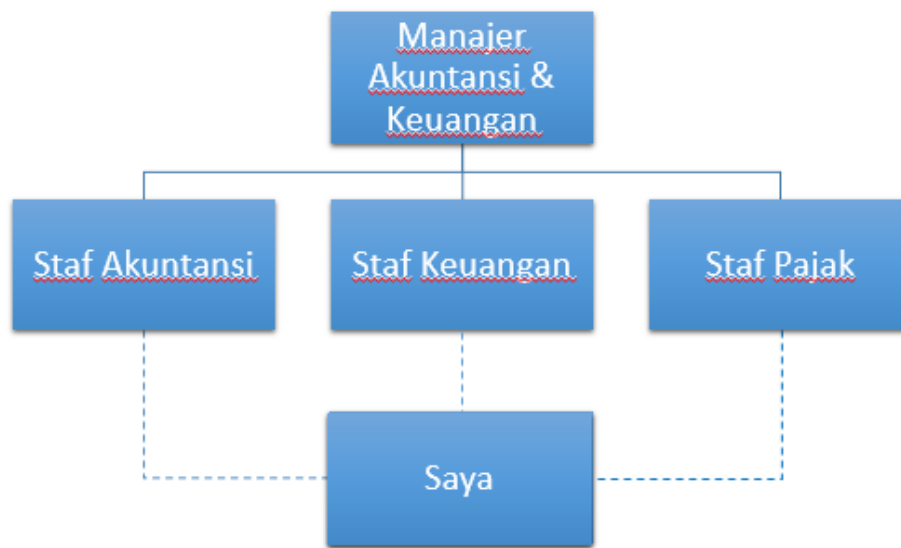 Manajer
Akuntansi &
Keuangan
Staf Akuntansi
Staf Keuangan
Staf Pajak
Saya